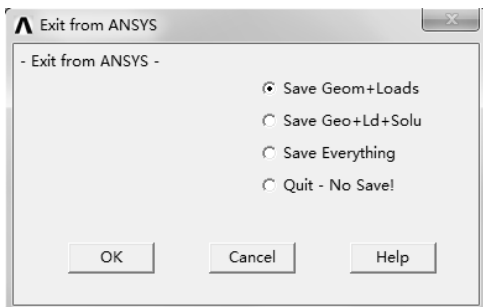 Exit from ANSYS
- Exit from ANSYS -
Save Geom+Loads
Save Geo+Ld+Solu
Save Everything
Quit - No Save!
OK Cancel Help